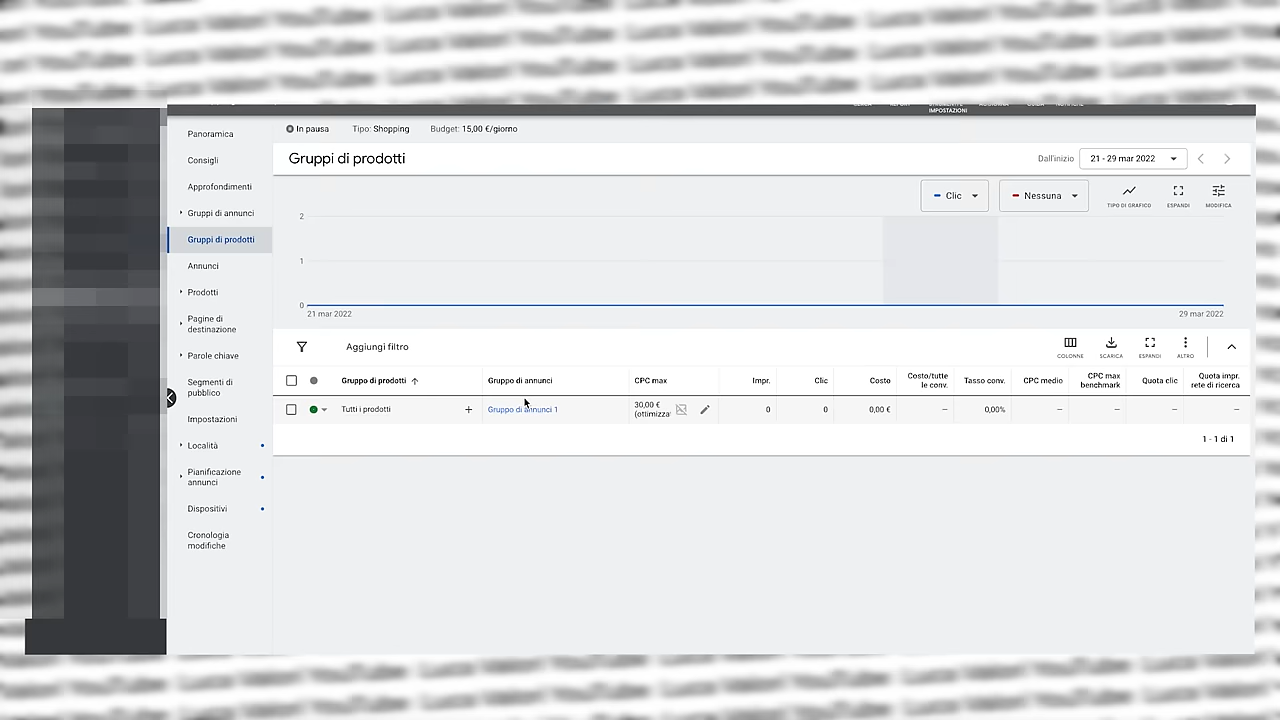 IMPOSTAZIONI
In pausa Tipo: Shopping Budget: 15,00 €/giorno
Gruppi di prodotti
Dall'inizio 21 - 29 mar 2022
Clic Nessuna
TIPO DI GRAFICO ESPANDI MODIFICA
2
1
0
21 mar 2022 29 mar 2022
Panoramica
Consigli
Approfondimenti
Gruppi di annunci
Gruppi di prodotti
Annunci
Prodotti
Pagine di
destinazione
Parole chiave
Segmenti di
pubblico
Impostazioni
Località
Pianificazione
annunci
Dispositivi
Cronologia
modifiche
Aggiungi filtro
COLONNE SCARICA ESPANDI ALTRO
Gruppo di prodotti Gruppo di annunci CPC max Impr. Clic Costo Costo/tutte le conv. Tasso conv. CPC medio CPC max benchmark Quota clic Quota impr. rete di ricerca
Tutti i prodotti + Gruppo di annunci 1 30,00 € (ottimizza 0 0 0,00 € – 0,00% – – – –
1 - 1 di 1
Luca Valori YouTube